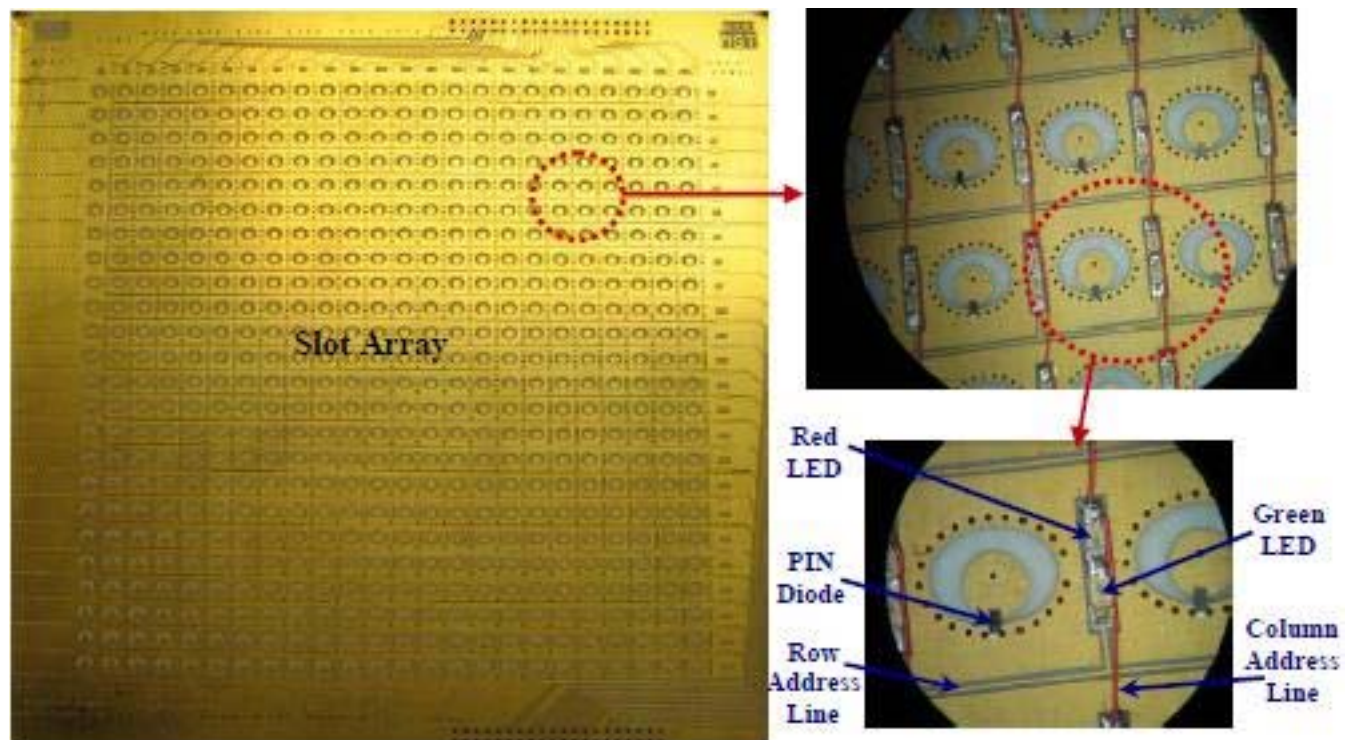 Slot Array
Red
LED
Green
LED
PIN
Diode
Row
Address
Line
Column
Address
Line